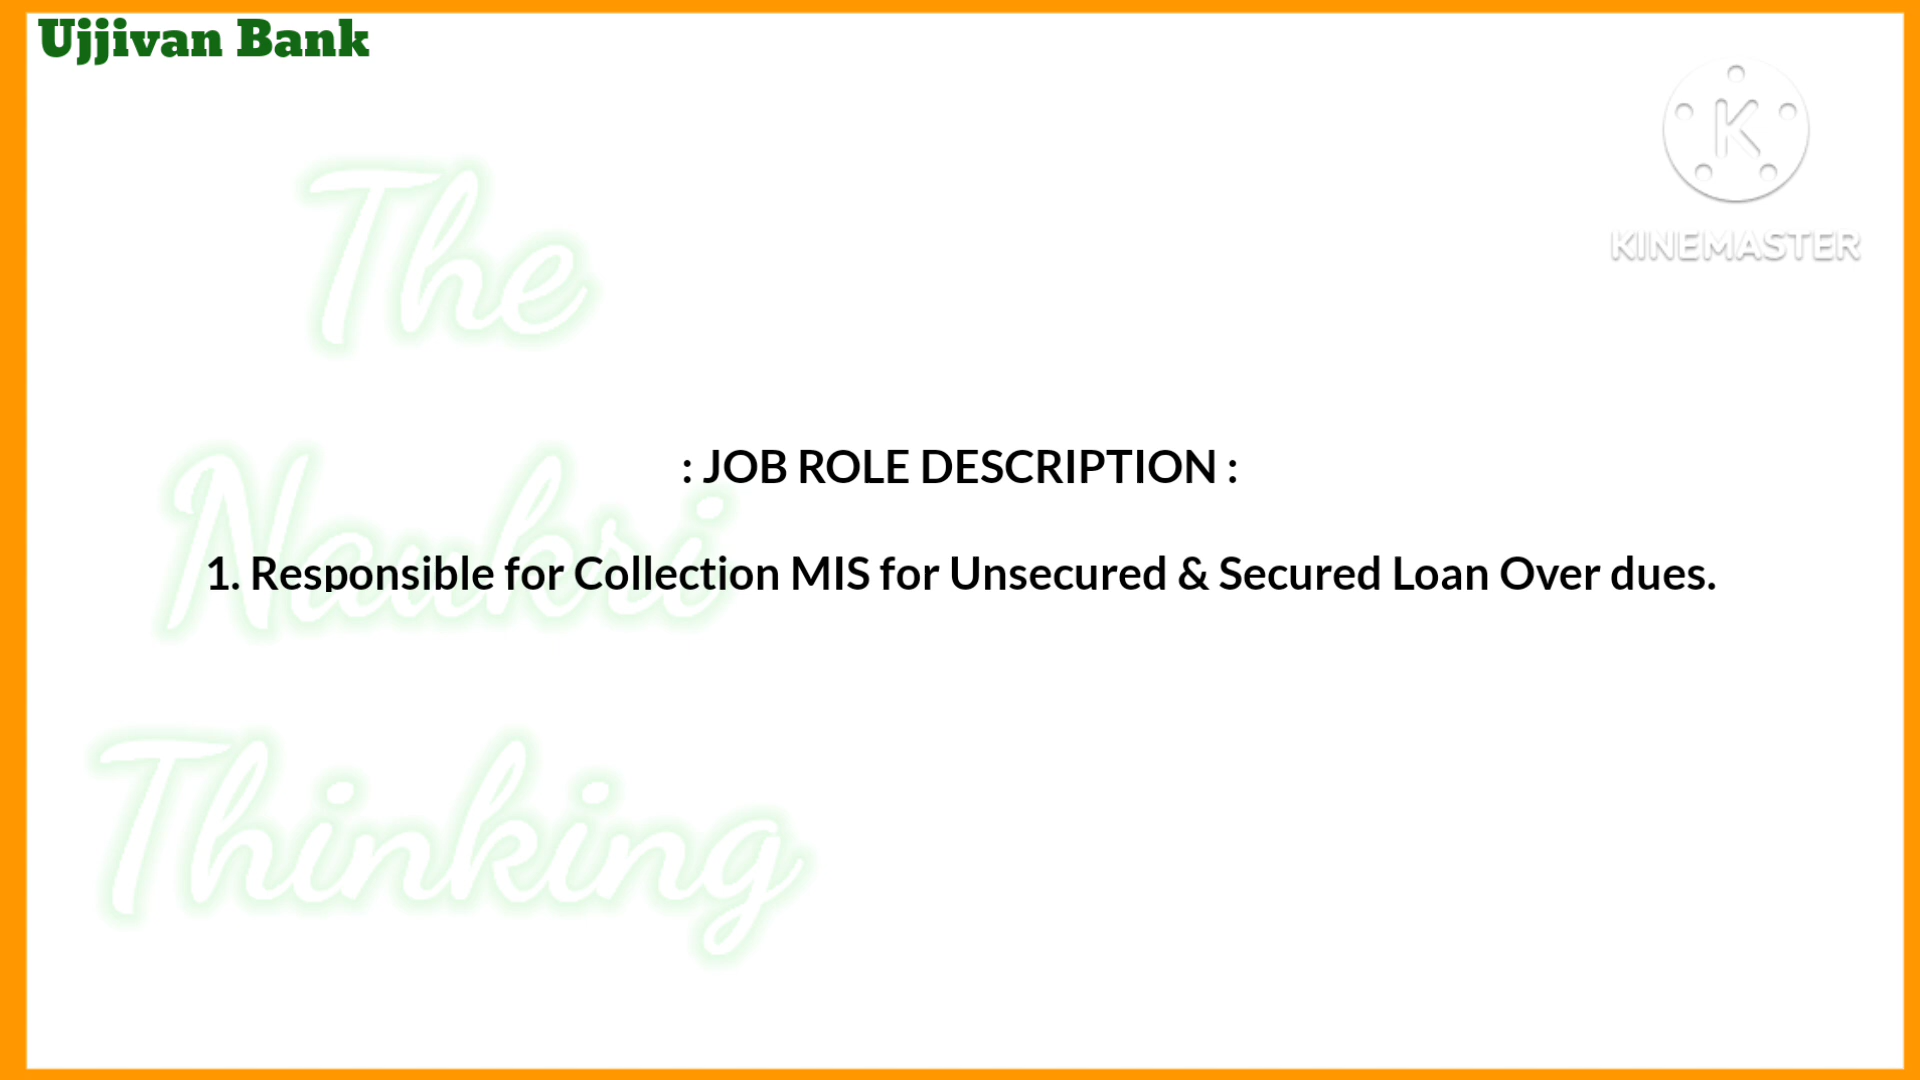 Ujjivan Bank
K
KINEMASTER
The
Naukri
Thinking
: JOB ROLE DESCRIPTION :
1. Responsible for Collection MIS for Unsecured & Secured Loan Over dues.